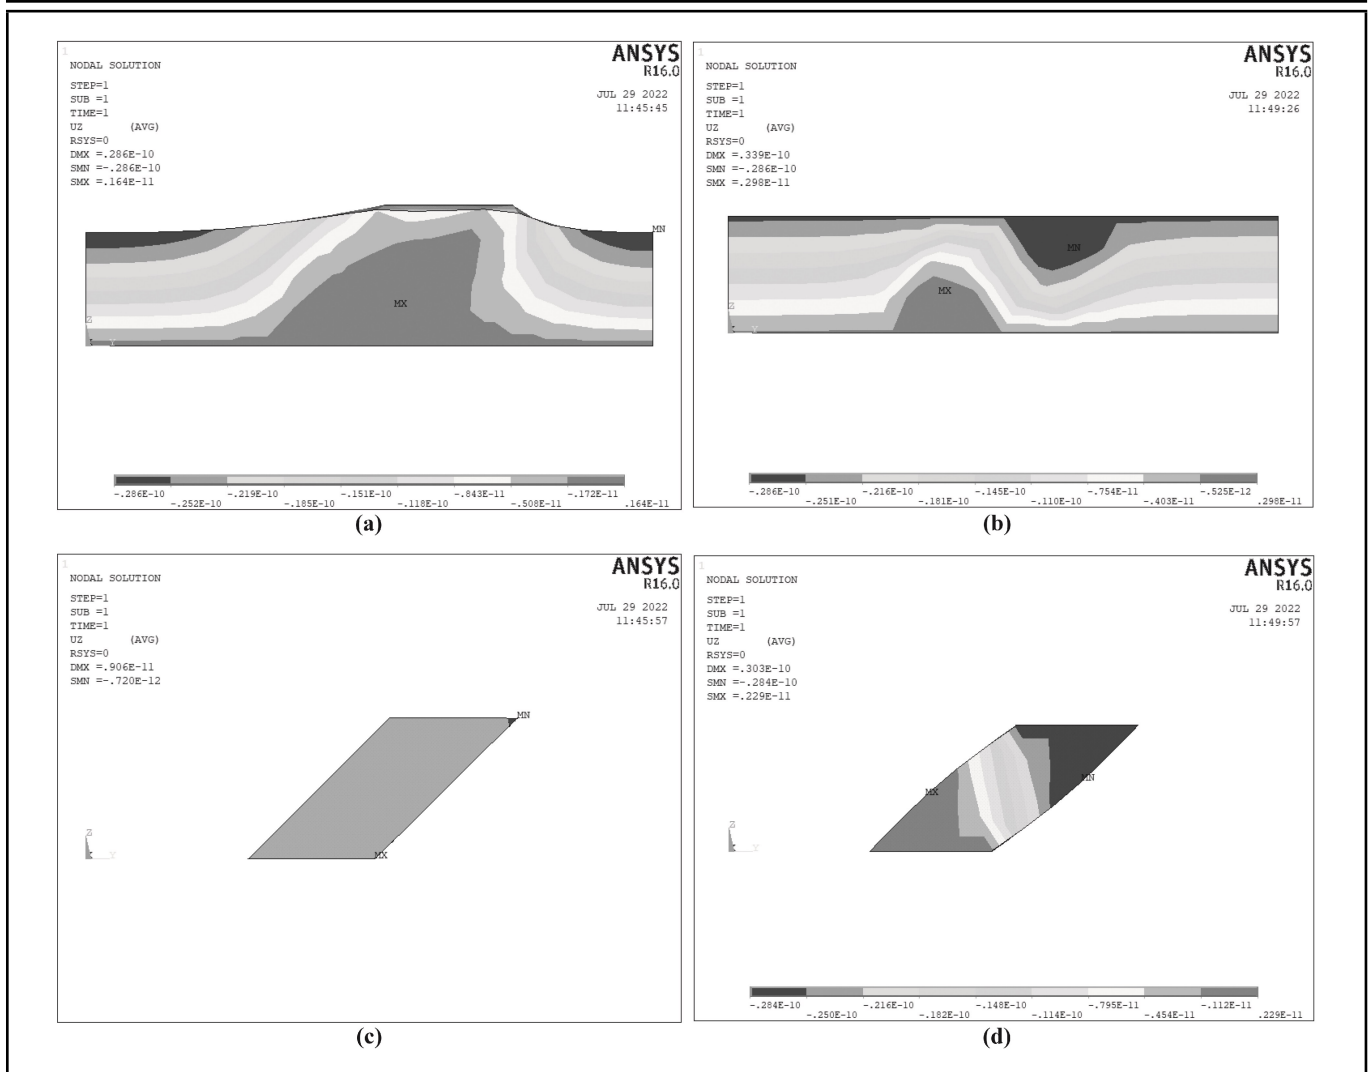 1
NODAL SOLUTION
STEP=1
SUB =1
TIME=1
UZ (AVG)
RSYS=0
DMX =.286E-10
SMN =-.286E-10
SMX =.164E-11
ANSYS
R16.0
JUL 29 2022
11:45:45
MN
MX
Z
Y
-.286E-10 -.219E-10 -.151E-10 -.843E-11 -.172E-11
-.252E-10 -.185E-10 -.118E-10 -.508E-11 .164E-11
(a)
1
NODAL SOLUTION
STEP=1
SUB =1
TIME=1
UZ (AVG)
RSYS=0
DMX =.339E-10
SMN =-.286E-10
SMX =.298E-11
ANSYS
R16.0
JUL 29 2022
11:49:26
MN
MX
Z
Y
-.286E-10 -.216E-10 -.145E-10 -.754E-11 -.525E-12
-.251E-10 -.181E-10 -.110E-10 -.403E-11 .298E-11
(b)
1
NODAL SOLUTION
STEP=1
SUB =1
TIME=1
UZ (AVG)
RSYS=0
DMX =.906E-11
SMN =-.720E-12
ANSYS
R16.0
JUL 29 2022
11:45:57
MN
Z
Y
MX
(c)
1
NODAL SOLUTION
STEP=1
SUB =1
TIME=1
UZ (AVG)
RSYS=0
DMX =.303E-10
SMN =-.284E-10
SMX =.229E-11
ANSYS
R16.0
JUL 29 2022
11:49:57
MN
MX
Z
Y
-.284E-10 -.216E-10 -.148E-10 -.795E-11 -.112E-11
-.250E-10 -.182E-10 -.114E-10 -.454E-11 .229E-11
(d)